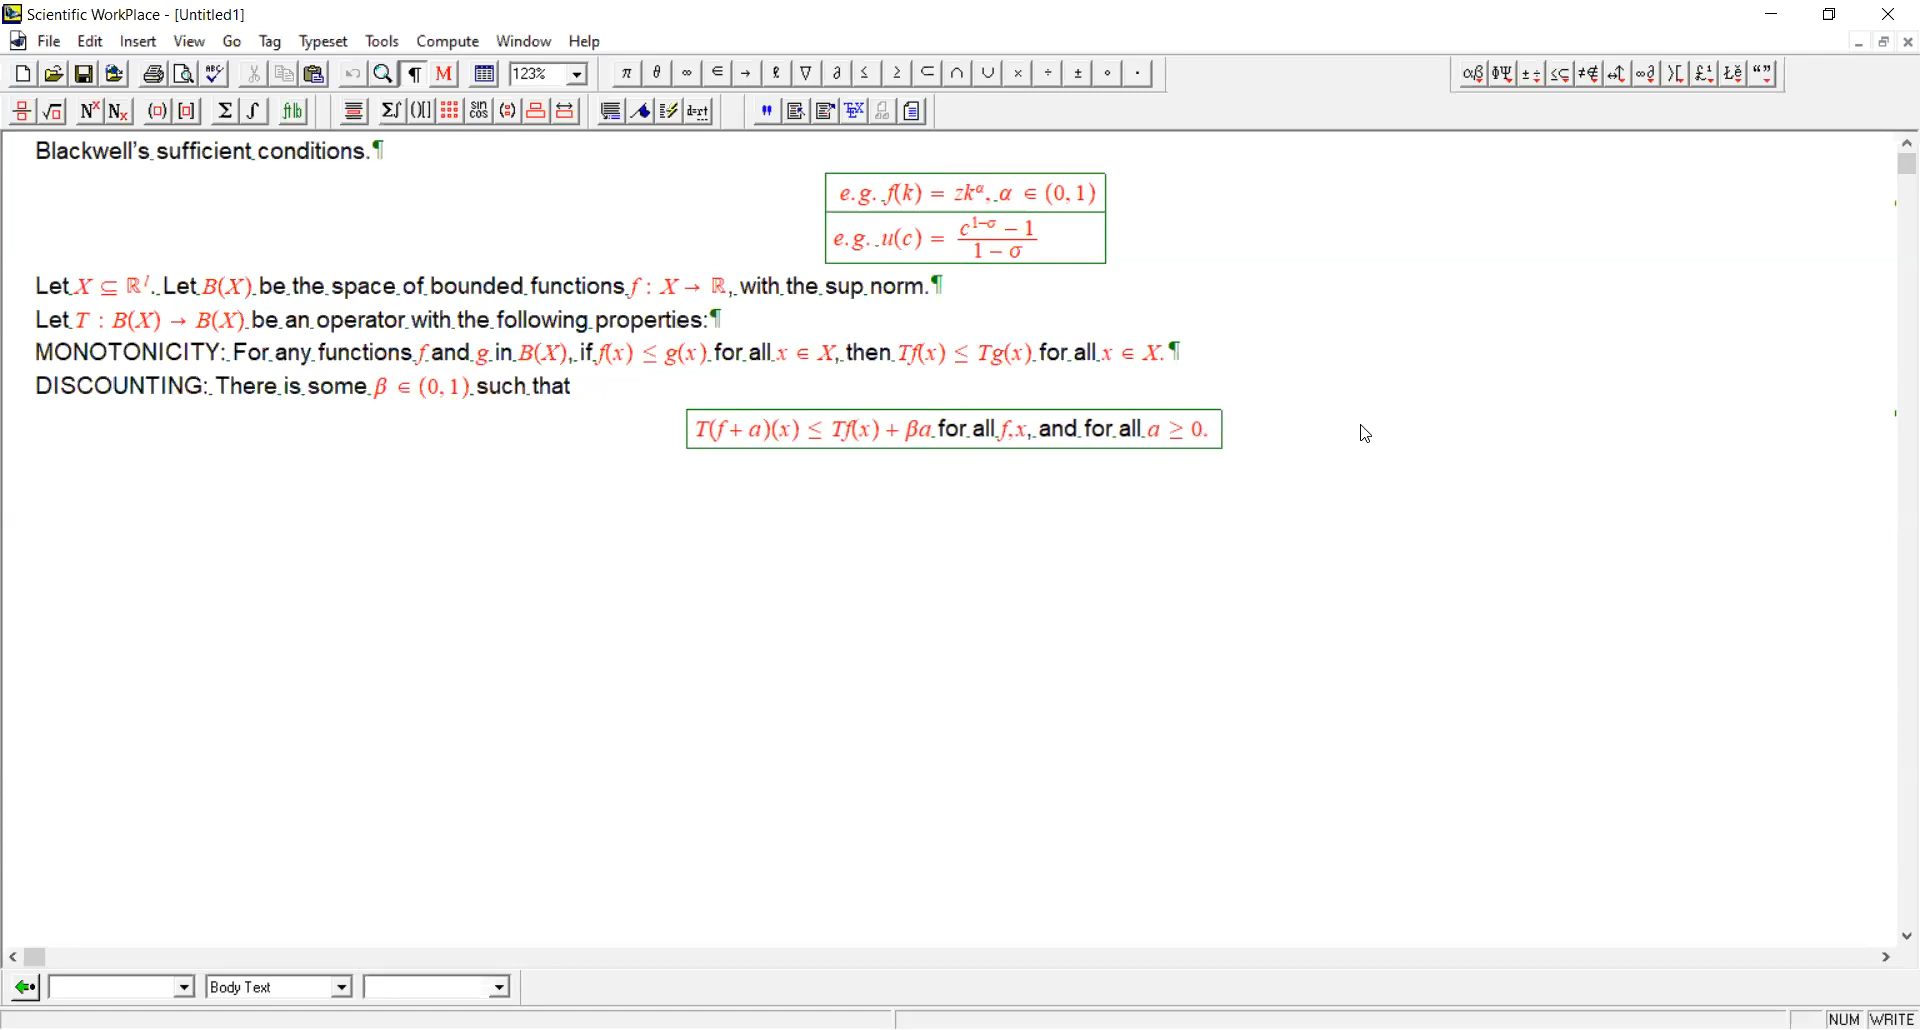 Scientific WorkPlace - [Untitled1]
File Edit Insert View Go Tag Typeset Tools Compute Window Help
123%
π θ ∞ ∈ → ℓ ∇ ∂ ≤ ≥ ⊂ ∩ ∪ × ÷ ± ∘ ·
Blackwell's sufficient conditions.¶
e.g. f(k) = zk^α, α ∈ (0,1)
e.g. u(c) = (c^(1−σ) − 1)/(1 − σ)
Let X ⊆ ℝ^l. Let B(X) be the space of bounded functions f : X → ℝ, with the sup norm.¶
Let T : B(X) → B(X) be an operator with the following properties:¶
MONOTONICITY: For any functions f and g in B(X), if f(x) ≤ g(x) for all x ∈ X, then Tf(x) ≤ Tg(x) for all x ∈ X.¶
DISCOUNTING: There is some β ∈ (0,1) such that
T(f + a)(x) ≤ Tf(x) + βa for all f,x, and for all a ≥ 0.
Body Text
NUM WRITE